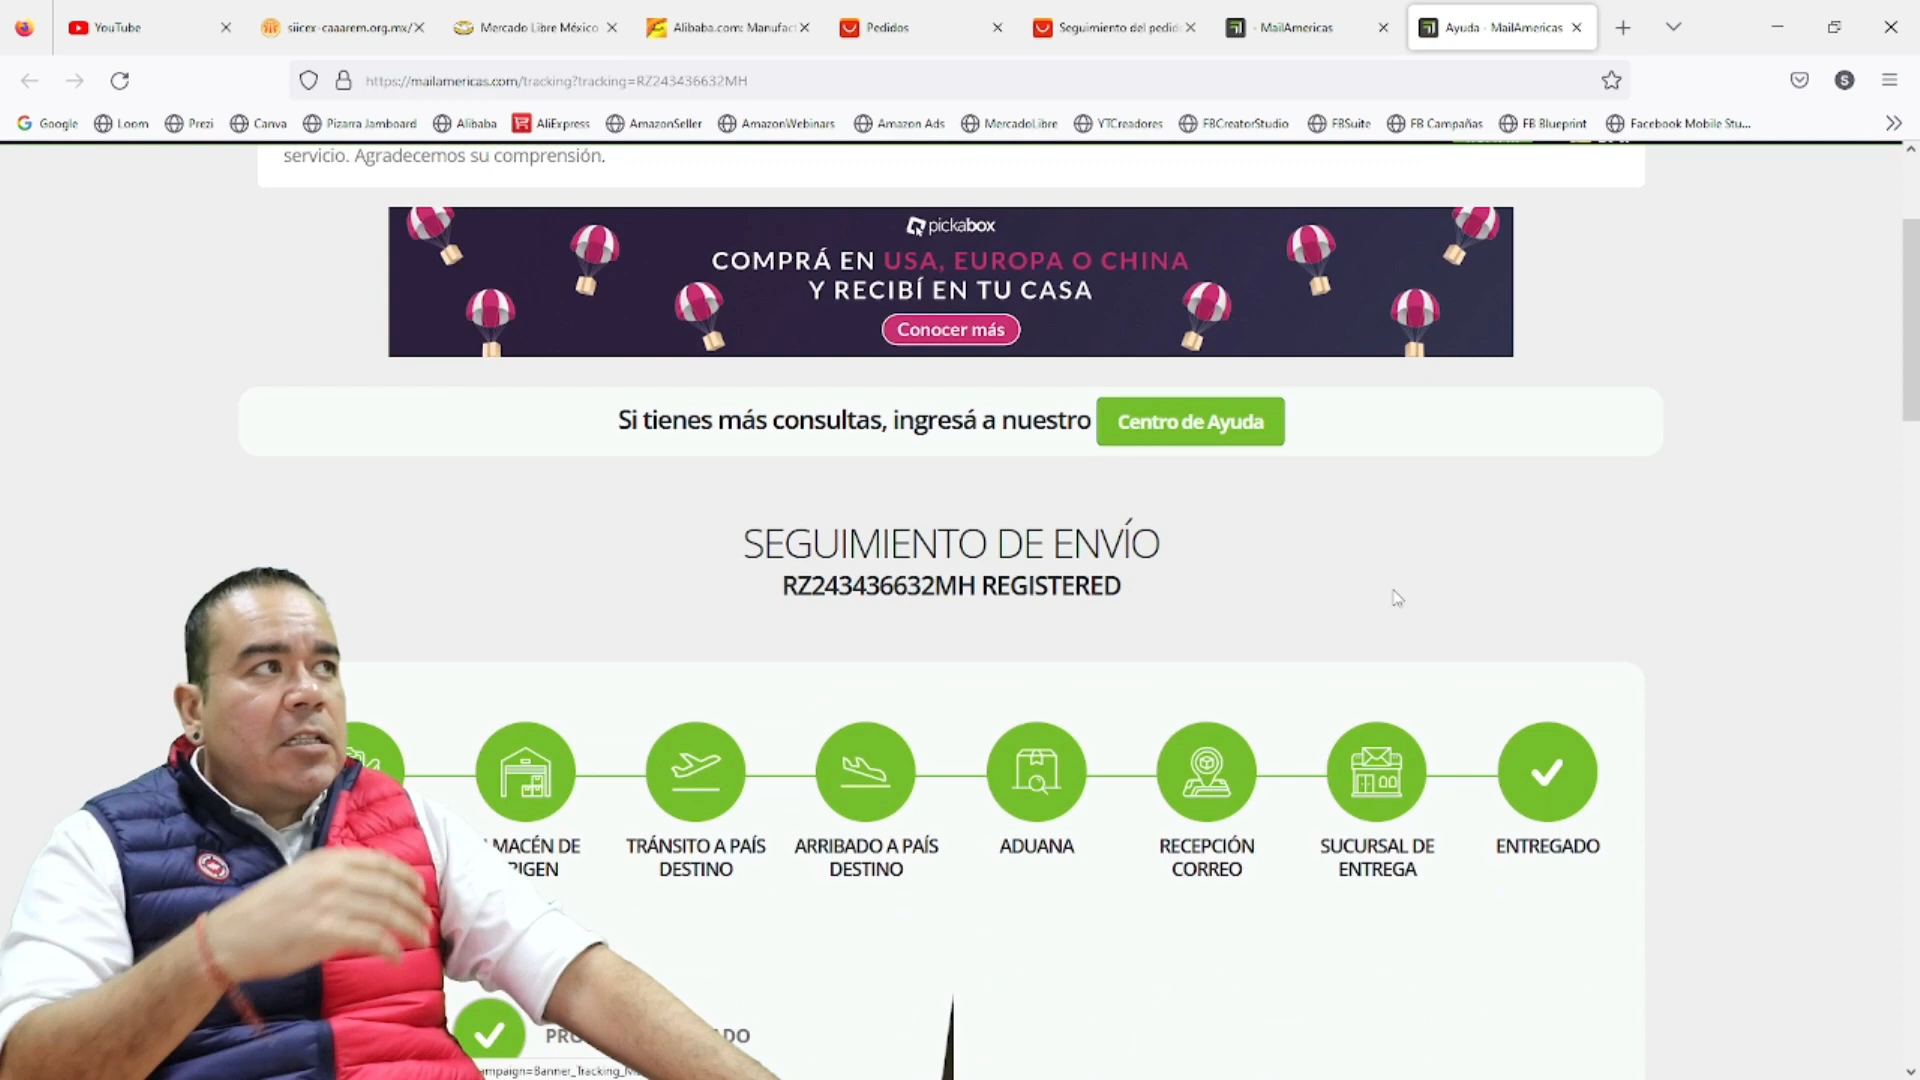 YouTube
siicex-caaarem.org.mx/
Mercado Libre México
Alibaba.com: Manufact
Pedidos
Seguimiento del pedid
- MailAmericas
Ayuda - MailAmericas
https://mailamericas.com/tracking?tracking=RZ243436632MH
S
Google
Loom
Prezi
Canva
Pizarra Jamboard
Alibaba
AliExpress
AmazonSeller
AmazonWebinars
Amazon Ads
MercadoLibre
YTCreadores
FBCreatorStudio
FBSuite
FB Campañas
FB Blueprint
Facebook Mobile Stu...
servicio. Agradecemos su comprensión.
pickabox
COMPRÁ EN USA, EUROPA O CHINA
Y RECIBÍ EN TU CASA
Conocer más
Si tienes más consultas, ingresá a nuestro Centro de Ayuda
SEGUIMIENTO DE ENVÍO
RZ243436632MH REGISTERED
MACÉN DE
IGEN
TRÁNSITO A PAÍS
DESTINO
ARRIBADO A PAÍS
DESTINO
ADUANA
RECEPCIÓN
CORREO
SUCURSAL DE
ENTREGA
ENTREGADO